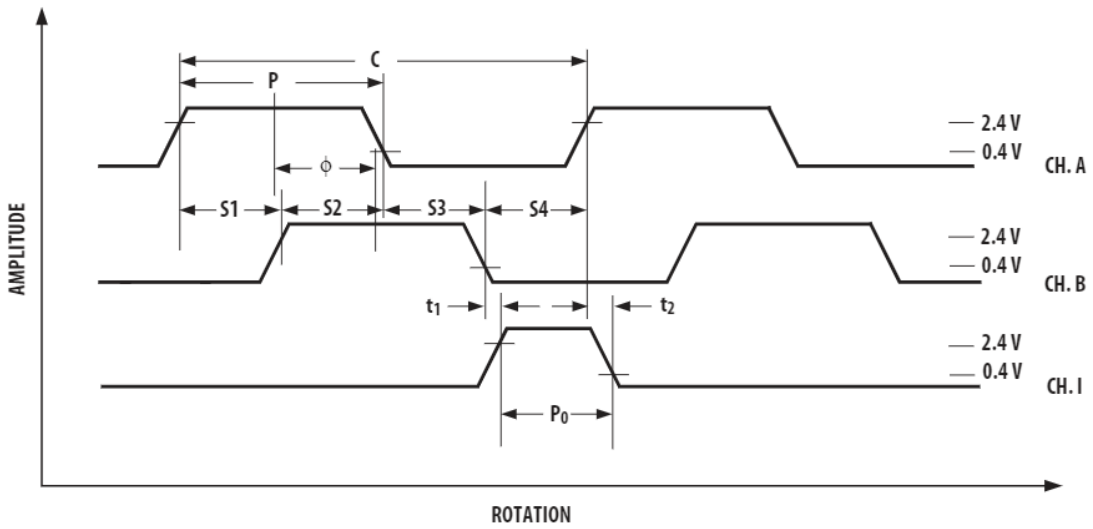 C
P
2.4 V
0.4 V
CH. A
ϕ
S1 S2 S3 S4
2.4 V
0.4 V
CH. B
AMPLITUDE
t1 t2
2.4 V
0.4 V
CH. I
P0
ROTATION